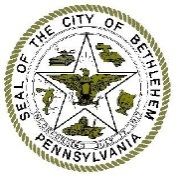 SEAL OF THE CITY OF BETHLEHEM
PENNSYLVANIA